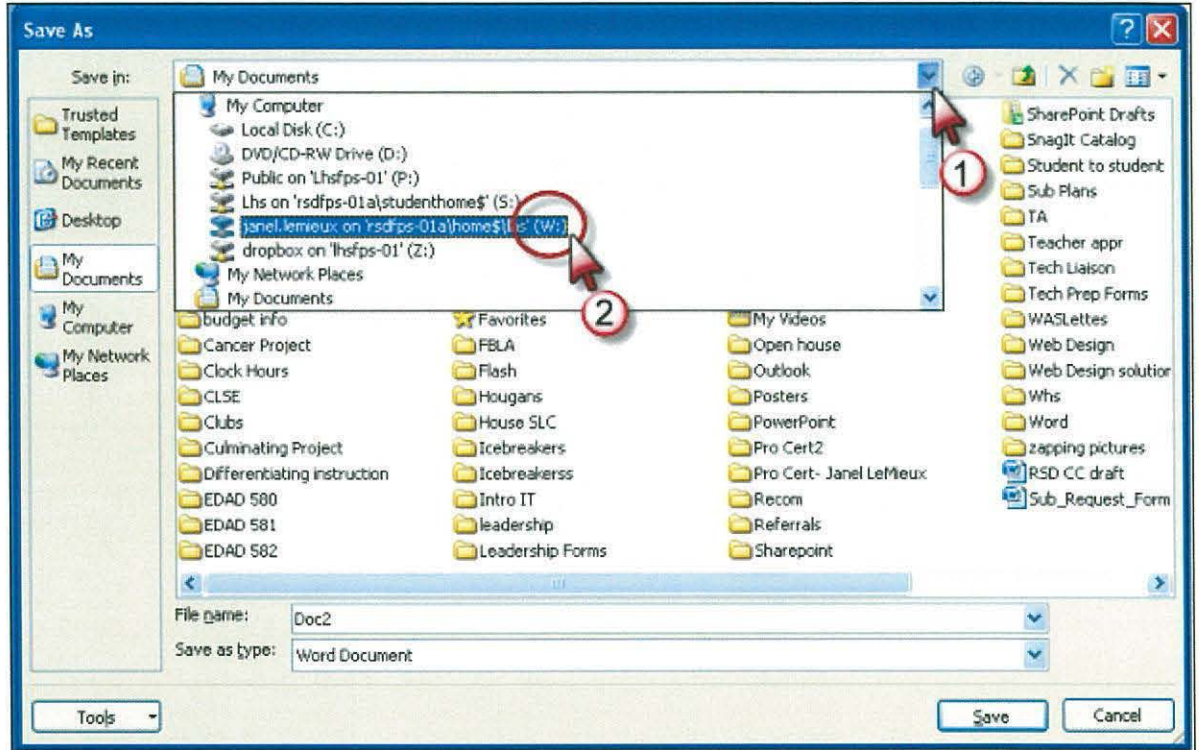 Save As
Save in:
My Documents
Trusted
Templates
My Recent
Documents
Desktop
My
Documents
My
Computer
My Network
Places
My Computer
Local Disk (C:)
DVD/CD-RW Drive (D:)
Public on 'Lhsfps-01' (P:)
Lhs on 'rsdfps-01a\studenthome$' (S:)
janel.lemieux on 'rsdfps-01a\home$\lhs' (W:)
dropbox on 'lhsfps-01' (Z:)
My Network Places
My Documents
1
2
budget info
Cancer Project
Clock Hours
CLSE
Clubs
Culminating Project
Differentiating instruction
EDAD 580
EDAD 581
EDAD 582
Favorites
FBLA
Flash
Hougans
House SLC
Icebreakers
Icebreakerss
Intro IT
leadership
Leadership Forms
My Videos
Open house
Outlook
Posters
PowerPoint
Pro Cert2
Pro Cert- Janel LeMieux
Recom
Referrals
Sharepoint
SharePoint Drafts
SnagIt Catalog
Student to student
Sub Plans
TA
Teacher appr
Tech Liaison
Tech Prep Forms
WASLettes
Web Design
Web Design solution
Whs
Word
zapping pictures
RSD CC draft
Sub_Request_Form
File name:
Doc2
Save as type:
Word Document
Tools
Save
Cancel